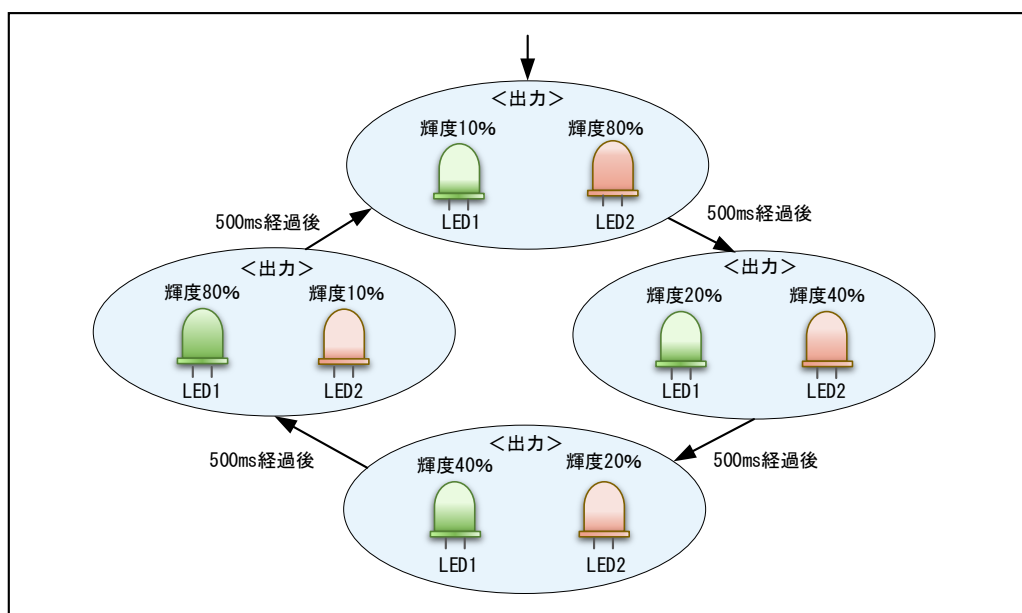 <出力>
輝度10% 輝度80%
LED1 LED2
500ms経過後 500ms経過後
<出力> <出力>
輝度80% 輝度10% 輝度20% 輝度40%
LED1 LED2 LED1 LED2
<出力>
500ms経過後 輝度40% 輝度20% 500ms経過後
LED1 LED2